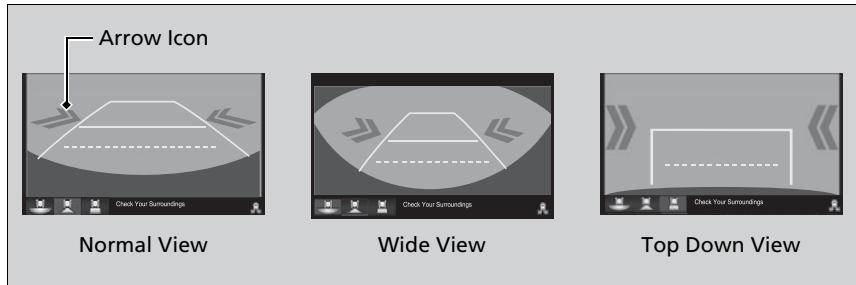 Arrow Icon
Check Your Surroundings
Check Your Surroundings
Check Your Surroundings
Normal View
Wide View
Top Down View